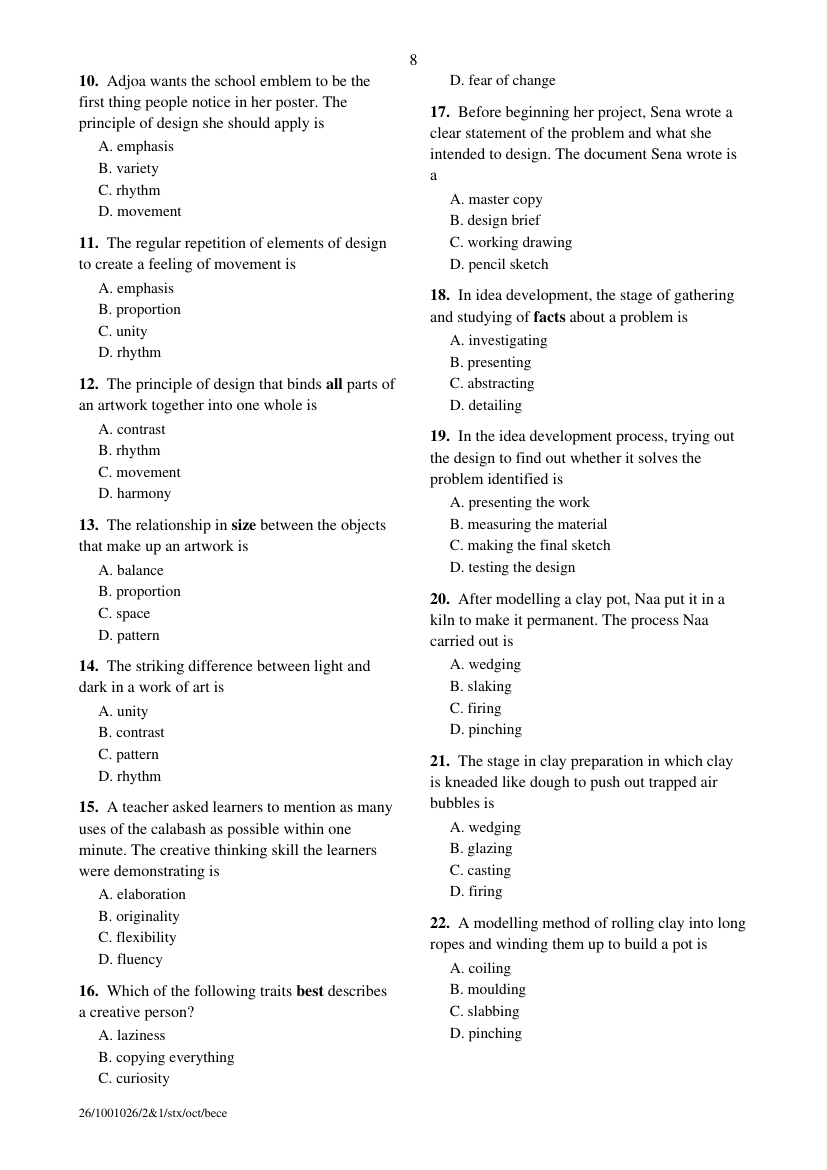 8
10. Adjoa wants the school emblem to be the
first thing people notice in her poster. The
principle of design she should apply is
A. emphasis
B. variety
C. rhythm
D. movement
11. The regular repetition of elements of design
to create a feeling of movement is
A. emphasis
B. proportion
C. unity
D. rhythm
12. The principle of design that binds all parts of
an artwork together into one whole is
A. contrast
B. rhythm
C. movement
D. harmony
13. The relationship in size between the objects
that make up an artwork is
A. balance
B. proportion
C. space
D. pattern
14. The striking difference between light and
dark in a work of art is
A. unity
B. contrast
C. pattern
D. rhythm
15. A teacher asked learners to mention as many
uses of the calabash as possible within one
minute. The creative thinking skill the learners
were demonstrating is
A. elaboration
B. originality
C. flexibility
D. fluency
16. Which of the following traits best describes
a creative person?
A. laziness
B. copying everything
C. curiosity
D. fear of change
17. Before beginning her project, Sena wrote a
clear statement of the problem and what she
intended to design. The document Sena wrote is
a
A. master copy
B. design brief
C. working drawing
D. pencil sketch
18. In idea development, the stage of gathering
and studying of facts about a problem is
A. investigating
B. presenting
C. abstracting
D. detailing
19. In the idea development process, trying out
the design to find out whether it solves the
problem identified is
A. presenting the work
B. measuring the material
C. making the final sketch
D. testing the design
20. After modelling a clay pot, Naa put it in a
kiln to make it permanent. The process Naa
carried out is
A. wedging
B. slaking
C. firing
D. pinching
21. The stage in clay preparation in which clay
is kneaded like dough to push out trapped air
bubbles is
A. wedging
B. glazing
C. casting
D. firing
22. A modelling method of rolling clay into long
ropes and winding them up to build a pot is
A. coiling
B. moulding
C. slabbing
D. pinching
26/1001026/2&1/stx/oct/bece